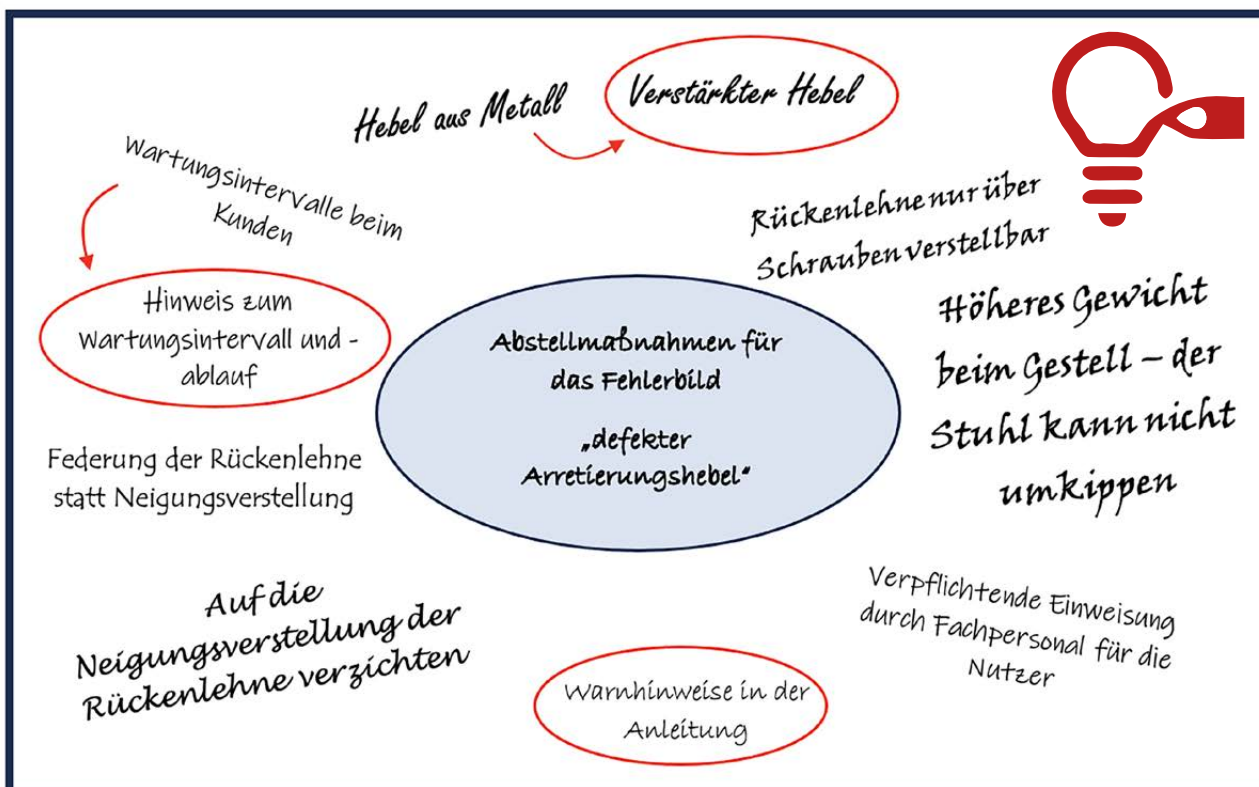 Hebel aus Metall
Verstärkter Hebel
Wartungsintervalle beim
Kunden
Rückenlehne nur über
Schrauben verstellbar
Hinweis zum
Wartungsintervall und -
ablauf
Abstellmaßnahmen für
das Fehlerbild
„defekter
Arretierungshebel“
Höheres Gewicht
beim Gestell – der
Stuhl kann nicht
umkippen
Federung der Rückenlehne
statt Neigungsverstellung
Auf die
Neigungsverstellung der
Rückenlehne verzichten
Warnhinweise in der
Anleitung
Verpflichtende Einweisung
durch Fachpersonal für die
Nutzer